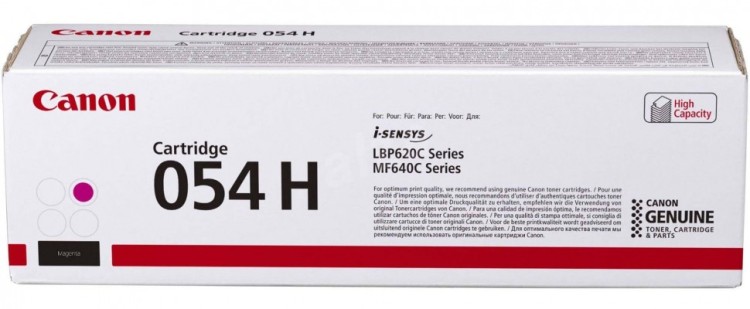 Canon
Cartridge 054 H
Canon
Cartridge
054 H
Magenta
For: Pour: Für: Para: Per: Voor: Для:
i-SENSYS
LBP620C Series
MF640C Series
For optimum print quality, we recommend using genuine Canon toner cartridges. / Pour une
qualité d'impression optimale, nous recommandons d'utiliser d'authentiques cartouches de toner
Canon. / Um eine optimale Druckqualität zu erhalten, empfehlen wir die Verwendung von
original Tonercartridges von Canon. / Para una calidad de impresión óptima, le recomendamos
utilizar cartuchos de tóner Canon originales. / Per una qualità di stampa ottimale, si consiglia di
utilizzare cartucce di toner Canon originali. / Voor de beste printkwaliteit wordt geadviseerd om
uitsluitend originele Canon cartridges te gebruiken. / Для оптимального качества печати мы
рекомендуем использовать оригинальные картриджи Canon.
High
Capacity
CANON
GENUINE
TONER, CARTRIDGE
& PARTS